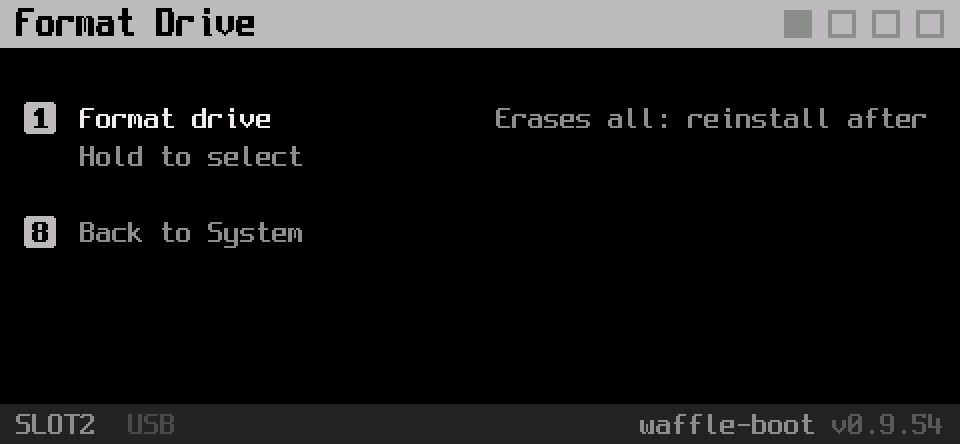 Format Drive
1 Format drive Erases all: reinstall after
Hold to select
8 Back to System
SLOT2 USB waffle-boot v0.9.54